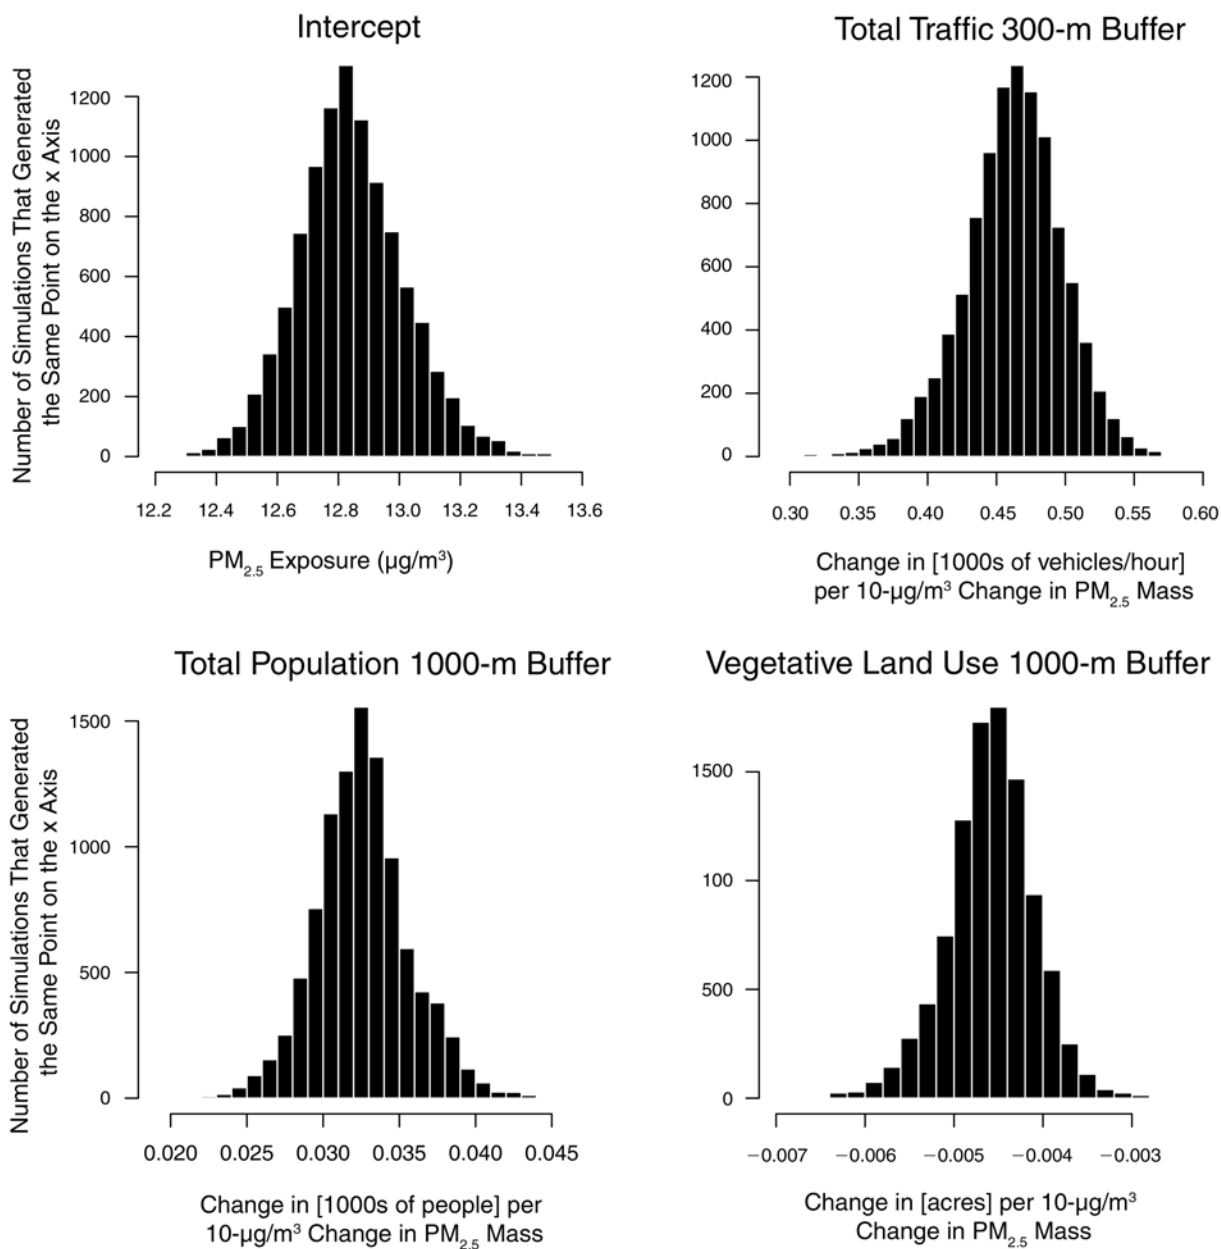 Intercept
Number of Simulations That Generated
the Same Point on the x Axis
1200
1000
800
600
400
200
0
12.2 12.4 12.6 12.8 13.0 13.2 13.4 13.6
PM2.5 Exposure (µg/m³)
Total Traffic 300-m Buffer
1200
1000
800
600
400
200
0
0.30 0.35 0.40 0.45 0.50 0.55 0.60
Change in [1000s of vehicles/hour]
per 10-µg/m³ Change in PM2.5 Mass
Total Population 1000-m Buffer
Number of Simulations That Generated
the Same Point on the x Axis
1500
1000
500
0
0.020 0.025 0.030 0.035 0.040 0.045
Change in [1000s of people] per
10-µg/m³ Change in PM2.5 Mass
Vegetative Land Use 1000-m Buffer
1500
100
500
0
−0.007 −0.006 −0.005 −0.004 −0.003
Change in [acres] per 10-µg/m³
Change in PM2.5 Mass